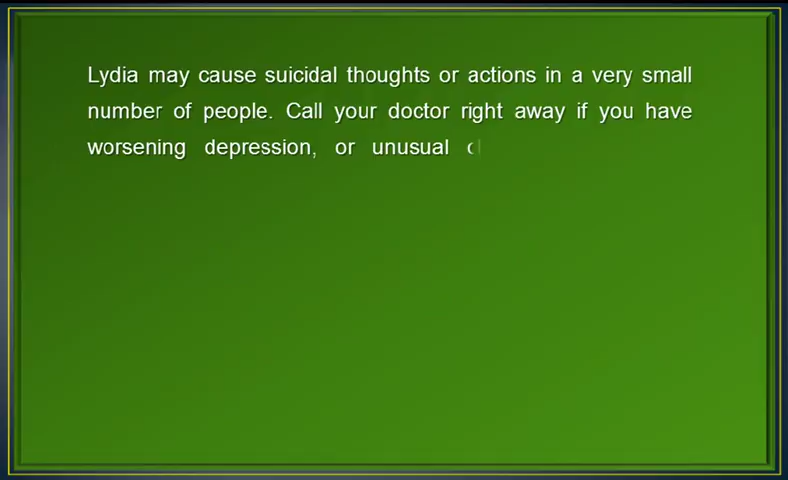 Lydia may cause suicidal thoughts or actions in a very small
number of people. Call your doctor right away if you have
worsening depression, or unusual